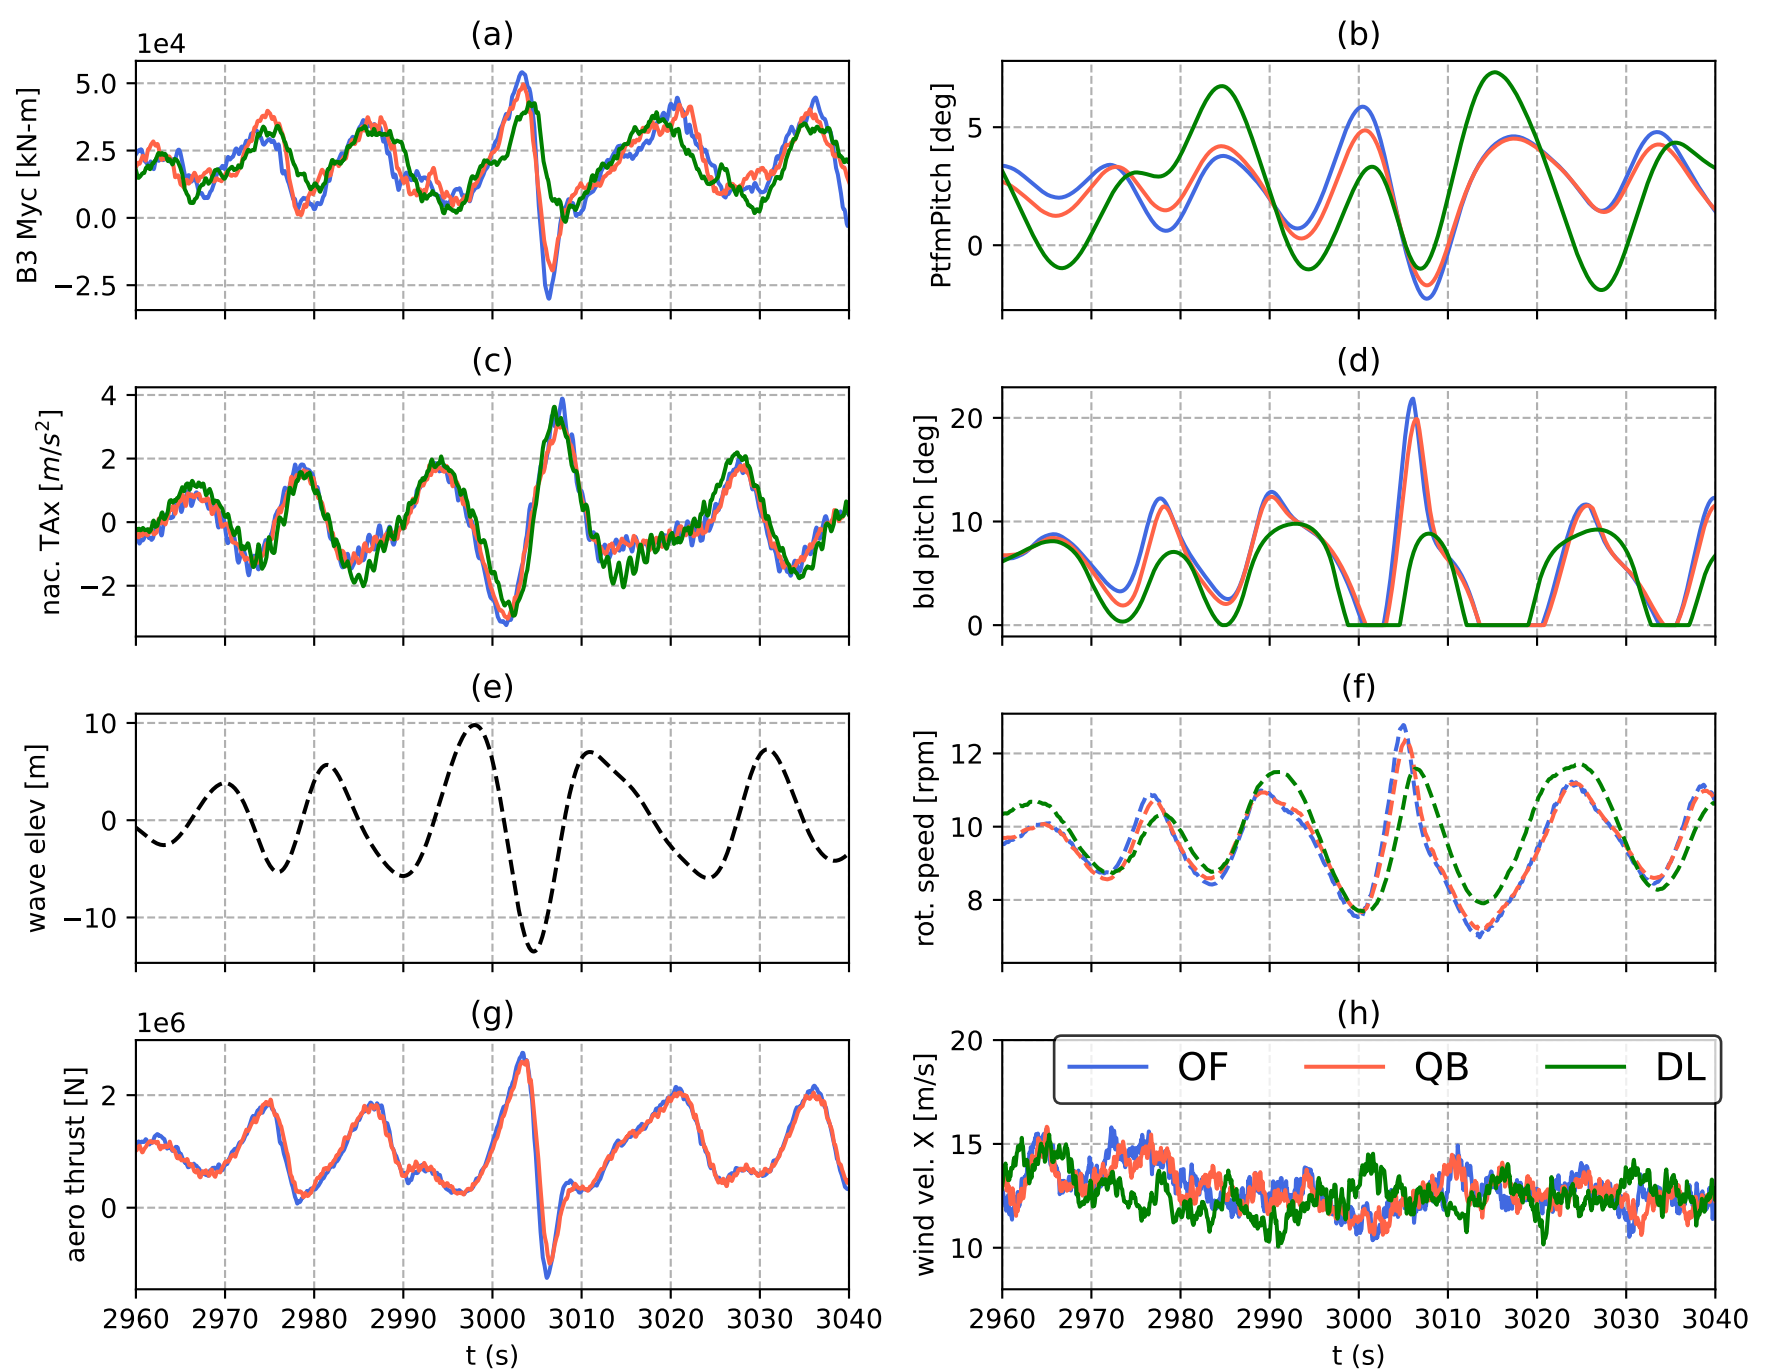 (a)
1e4
B3 Myc [kN-m]
5.0
2.5
0.0
−2.5
(b)
PtfmPitch [deg]
5
0
(c)
nac. TAx [m/s²]
4
2
0
−2
(d)
bld pitch [deg]
20
10
0
(e)
wave elev [m]
10
0
−10
(f)
rot. speed [rpm]
12
10
8
(g)
1e6
aero thrust [N]
2
0
2960 2970 2980 2990 3000 3010 3020 3030 3040
t (s)
(h)
wind vel. X [m/s]
20
15
10
OF QB DL
2960 2970 2980 2990 3000 3010 3020 3030 3040
t (s)